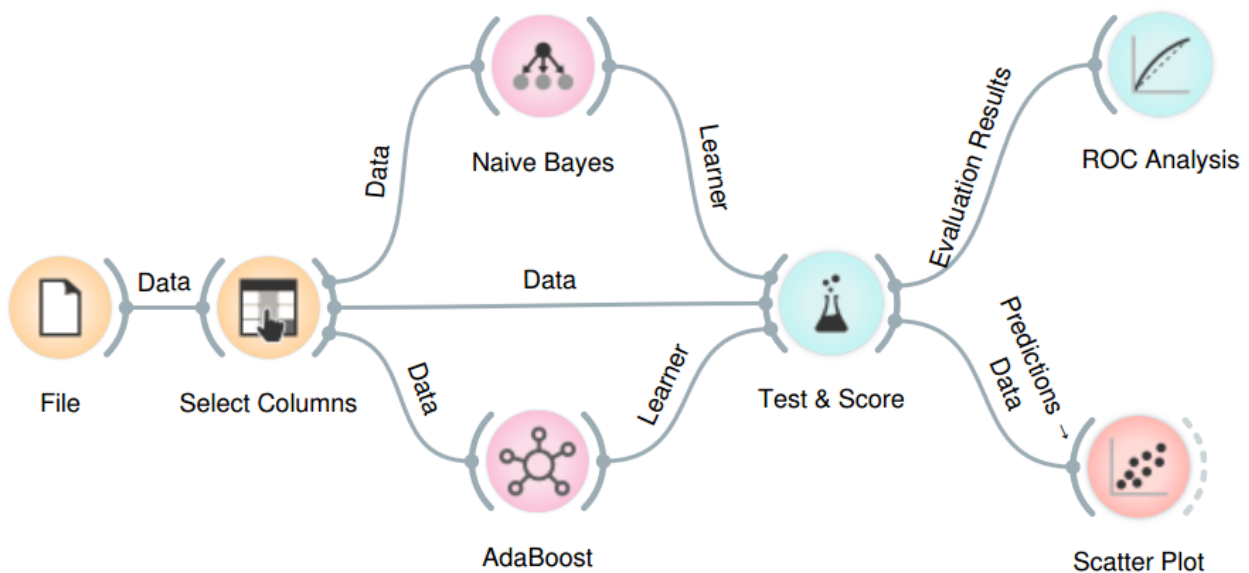 Naive Bayes
ROC Analysis
Data
Learner
Evaluation Results
Data
Data
File
Select Columns
Test & Score
Data
Learner
Predictions →
Data
AdaBoost
Scatter Plot